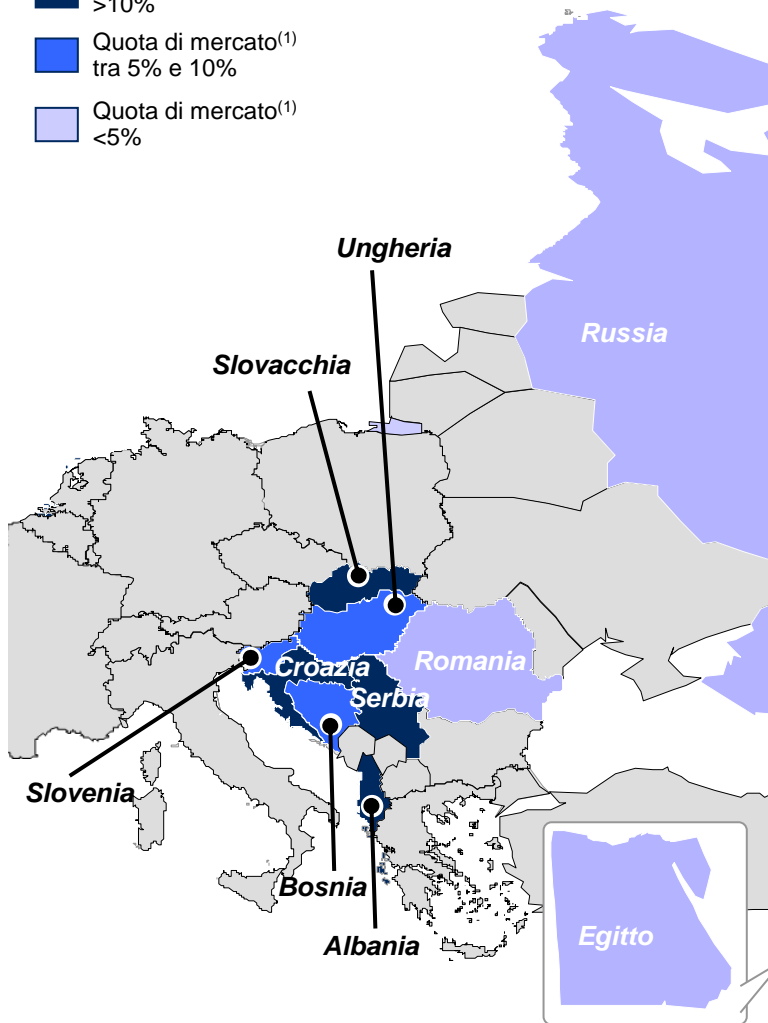 >10%
Quota di mercato(1)
tra 5% e 10%
Quota di mercato(1)
<5%
Ungheria
Russia
Slovacchia
Croazia
Romania
Serbia
Slovenia
Bosnia
Egitto
Albania